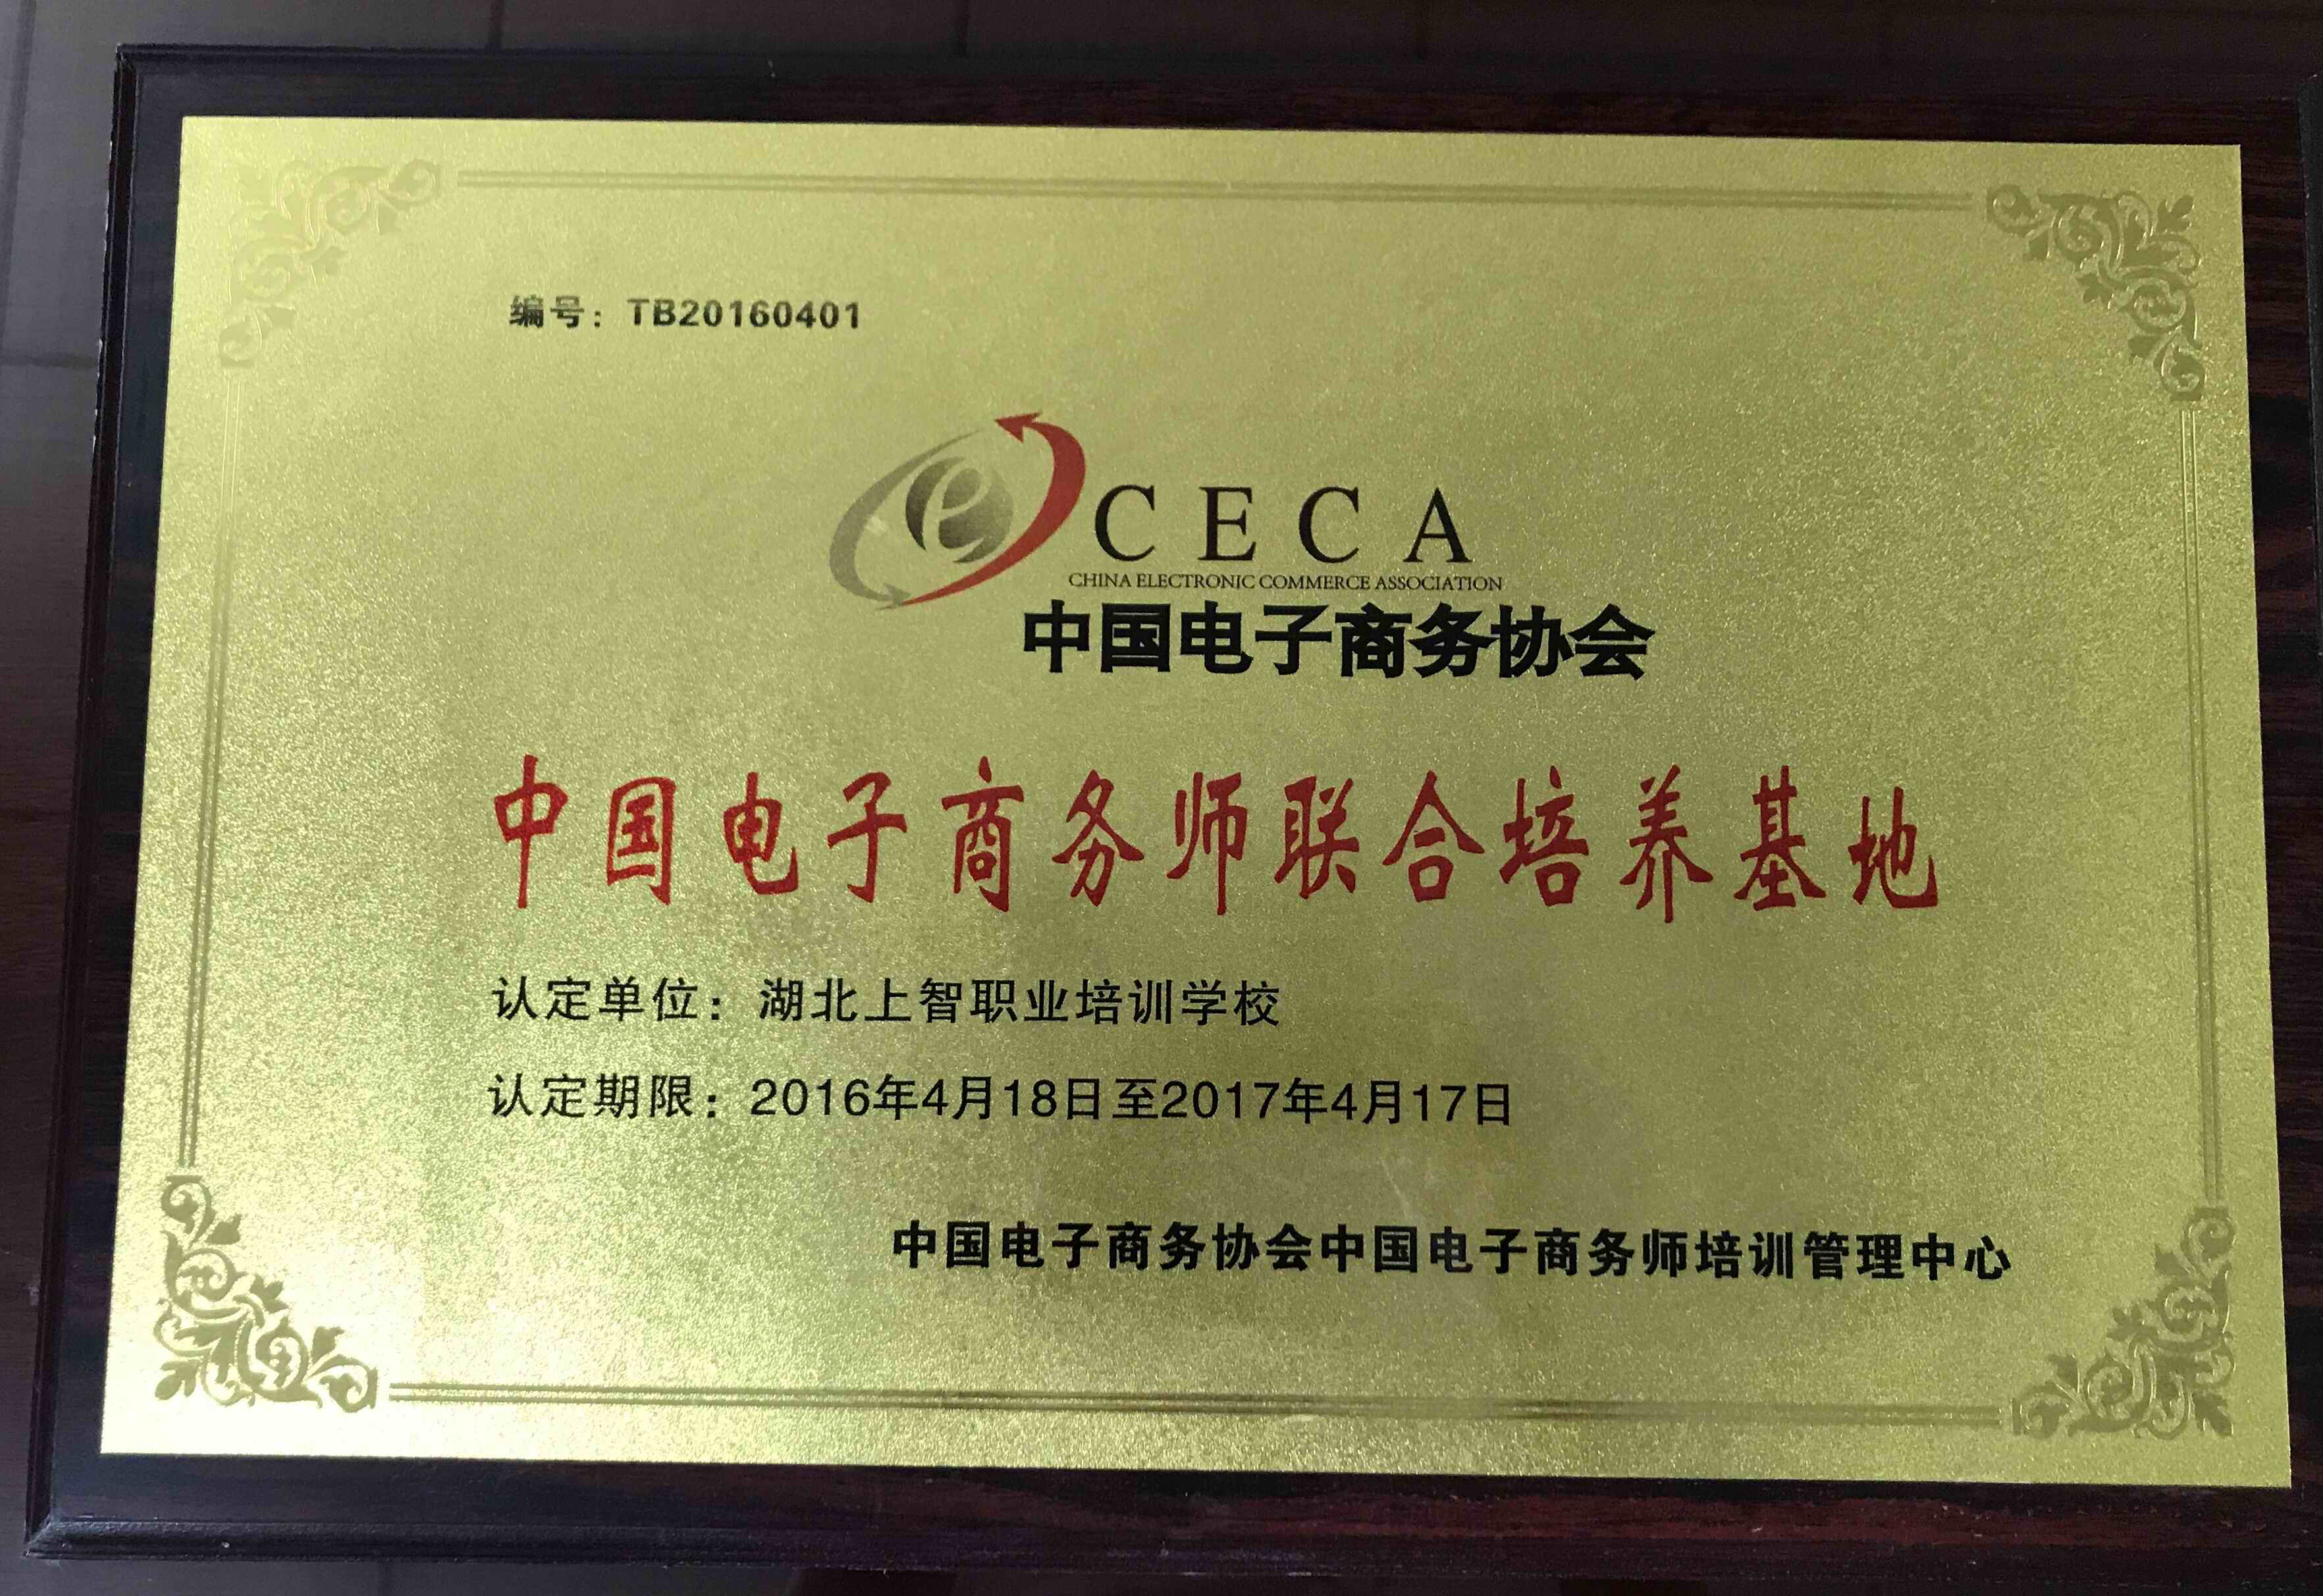 编号：TB20160401
CECA
CHINA ELECTRONIC COMMERCE ASSOCIATION
中国电子商务协会
中国电子商务师联合培养基地
认定单位：湖北上智职业培训学校
认定期限：2016年4月18日至2017年4月17日
中国电子商务协会中国电子商务师培训管理中心